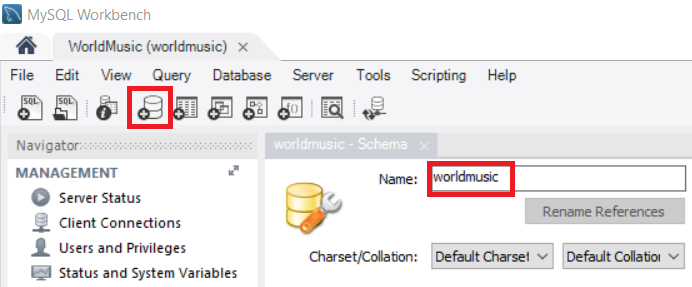 MySQL Workbench
WorldMusic (worldmusic) ×
File Edit View Query Database Server Tools Scripting Help
SQL SQL f()
Navigator worldmusic - Schema ×
MANAGEMENT Name: worldmusic
Server Status Rename References
Client Connections
Users and Privileges
Status and System Variables Charset/Collation: Default Charset Default Collation